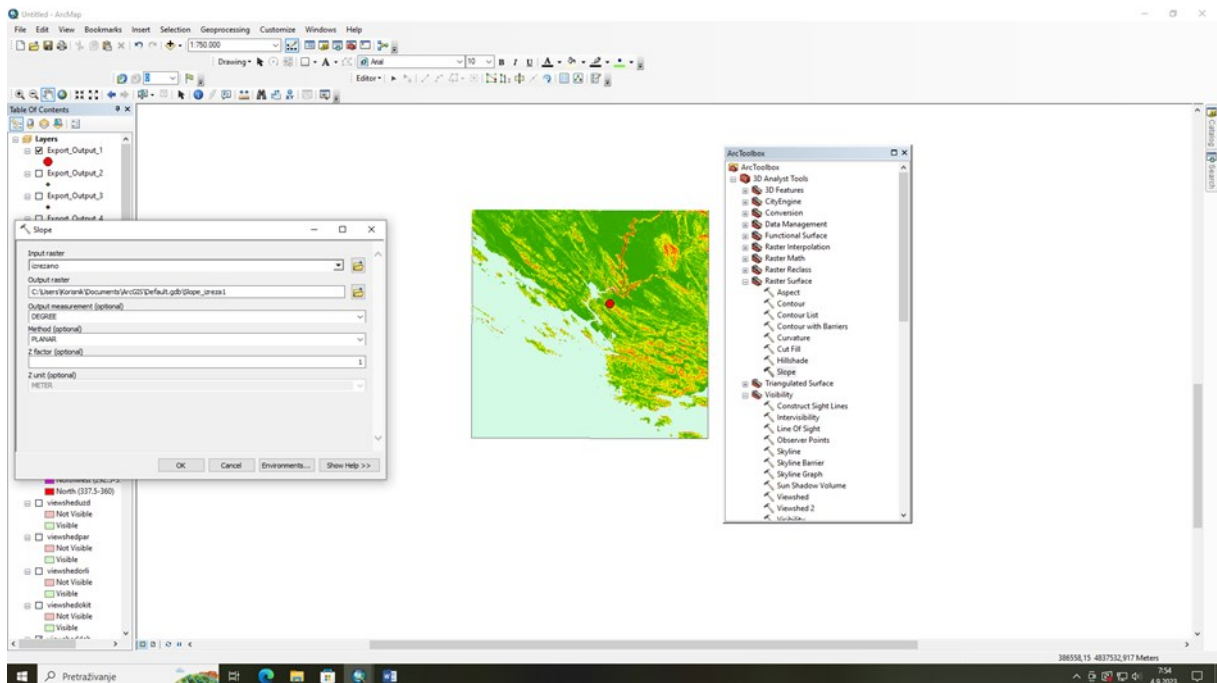 Untitled - ArcMap
File Edit View Bookmarks Insert Selection Geoprocessing Customize Windows Help
1:750.000
Drawing
Arial
10
B I U A
Editor
Table Of Contents
Layers
Export_Output_1
Export_Output_2
Export_Output_3
Export_Output_4
Slope
Input raster
izrezano
Output raster
C:\Users\Korisnik\Documents\ArcGIS\Default.gdb\Slope_izreza1
Output measurement (optional)
DEGREE
Method (optional)
PLANAR
Z factor (optional)
1
Z unit (optional)
METER
OK Cancel Environments... Show Help >>
North (337.5-360)
viewsheduzd
Not Visible
Visible
viewshedpar
Not Visible
Visible
viewshedorli
Not Visible
Visible
viewshedokit
Not Visible
Visible
ArcToolbox
ArcToolbox
3D Analyst Tools
3D Features
CityEngine
Conversion
Data Management
Functional Surface
Raster Interpolation
Raster Math
Raster Reclass
Raster Surface
Aspect
Contour
Contour List
Contour with Barriers
Curvature
Cut Fill
Hillshade
Slope
Triangulated Surface
Visibility
Construct Sight Lines
Intervisibility
Line Of Sight
Observer Points
Skyline
Skyline Barrier
Skyline Graph
Sun Shadow Volume
Viewshed
Viewshed 2
Visibility
Catalog
Search
386558,15 4837532,917 Meters
Pretraživanje
7:54
4.9.2023.